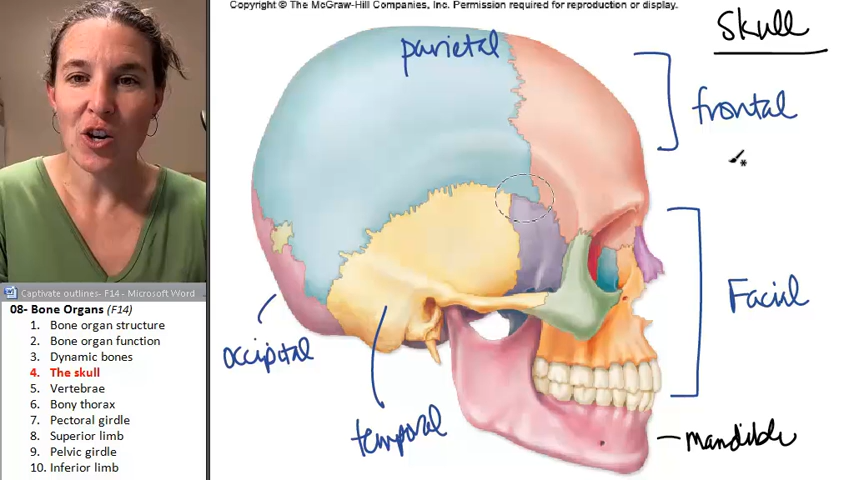 Copyright © The McGraw-Hill Companies, Inc. Permission required for reproduction or display.
Skull
parietal
frontal
Facial
occipital
temporal
mandible
Captivate outlines- F14 - Microsoft Word
08- Bone Organs (F14)
1. Bone organ structure
2. Bone organ function
3. Dynamic bones
4. The skull
5. Vertebrae
6. Bony thorax
7. Pectoral girdle
8. Superior limb
9. Pelvic girdle
10. Inferior limb